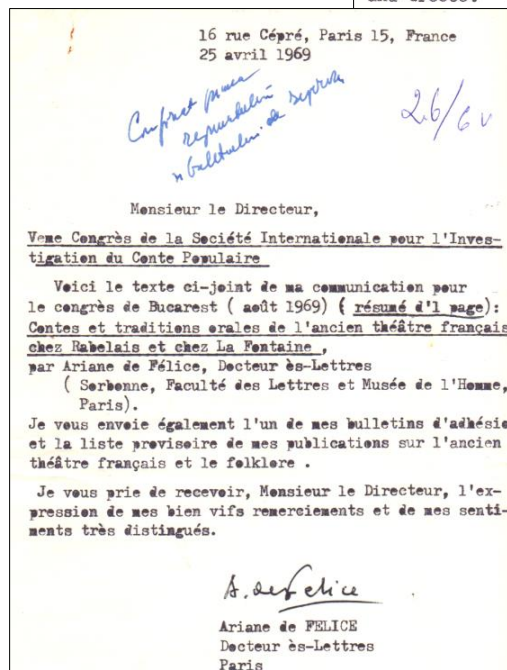 16 rue Cépré, Paris 15, France
25 avril 1969
26/6 v
Monsieur le Directeur,
Veme Congrès de la Société Internationale pour l'Inves-
tigation du Conte Populaire
Voici le texte ci-joint de ma communication pour
le congrès de Bucarest ( août 1969) ( résumé d'1 page):
Contes et traditions orales de l'ancien théâtre français
chez Rabelais et chez La Fontaine ,
par Ariane de Félice, Docteur ès-Lettres
( Sorbonne, Faculté des Lettres et Musée de l'Homme,
Paris).
Je vous envoie également l'un de mes bulletins d'adhésio
et la liste provisoire de mes publications sur l'ancien
théâtre français et le folklore .
Je vous prie de recevoir, Monsieur le Directeur, l'ex-
pression de mes bien vifs remerciements et de mes senti-
ments très distingués.
A. de Felice
Ariane de FELICE
Docteur ès-Lettres
Paris